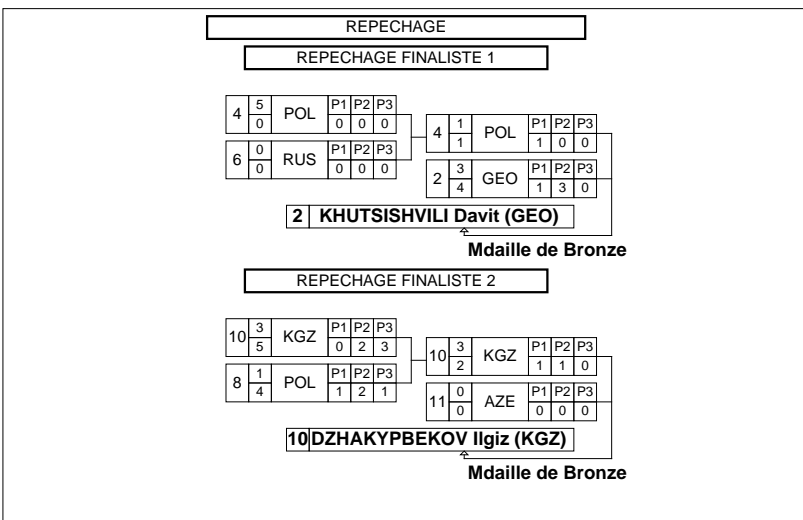 REPECHAGE
REPECHAGE FINALISTE 1
4 5 0 POL P1 P2 P3 0 0 0
6 0 0 RUS P1 P2 P3 0 0 0
4 1 1 POL P1 P2 P3 1 0 0
2 3 4 GEO P1 P2 P3 1 3 0
2 KHUTSISHVILI Davit (GEO)
Mdaille de Bronze
REPECHAGE FINALISTE 2
10 3 5 KGZ P1 P2 P3 0 2 3
8 1 4 POL P1 P2 P3 1 2 1
10 3 2 KGZ P1 P2 P3 1 1 0
11 0 0 AZE P1 P2 P3 0 0 0
10 DZHAKYPBEKOV Ilgiz (KGZ)
Mdaille de Bronze